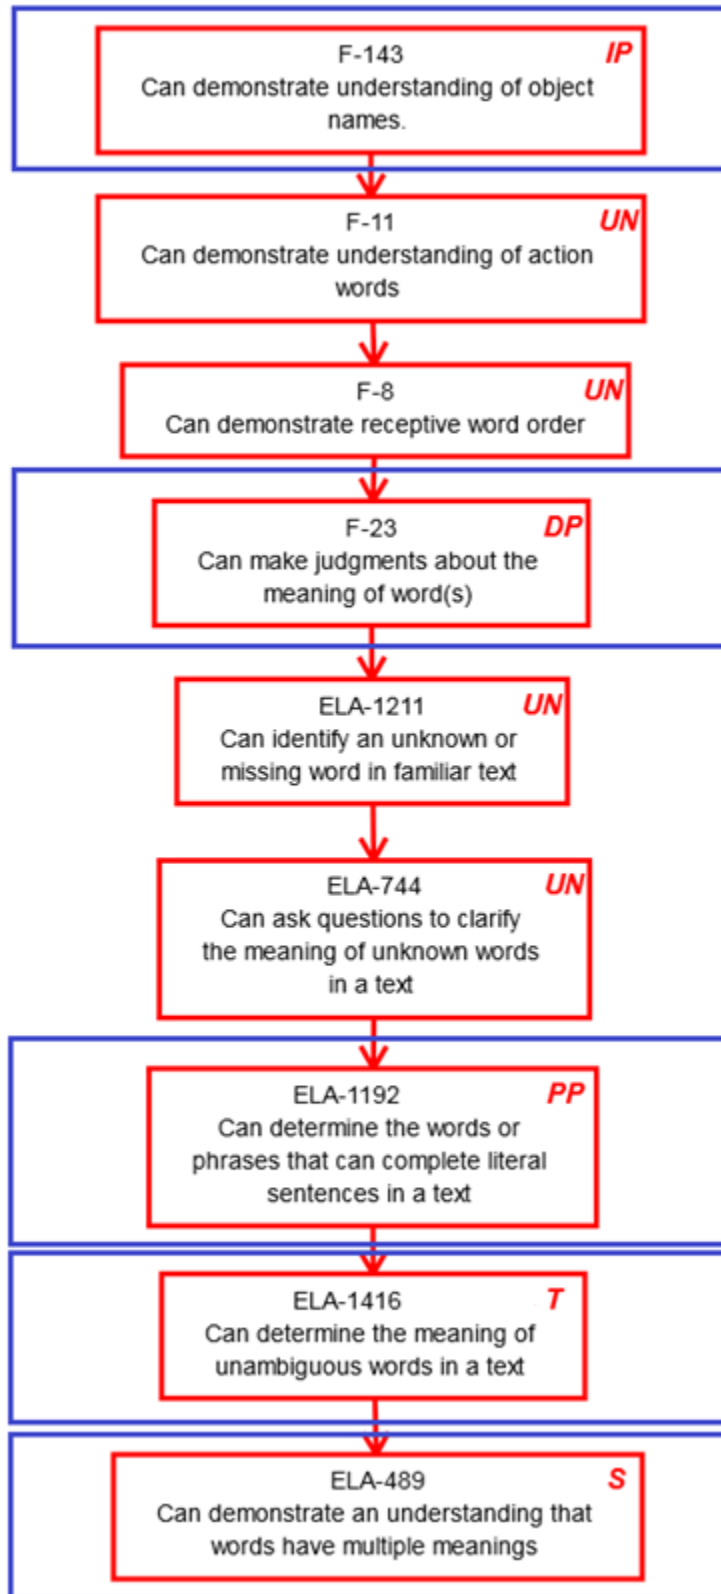 F-143 IP
Can demonstrate understanding of object
names.
F-11 UN
Can demonstrate understanding of action
words
F-8 UN
Can demonstrate receptive word order
F-23 DP
Can make judgments about the
meaning of word(s)
ELA-1211 UN
Can identify an unknown or
missing word in familiar text
ELA-744 UN
Can ask questions to clarify
the meaning of unknown words
in a text
ELA-1192 PP
Can determine the words or
phrases that can complete literal
sentences in a text
ELA-1416 T
Can determine the meaning of
unambiguous words in a text
ELA-489 S
Can demonstrate an understanding that
words have multiple meanings